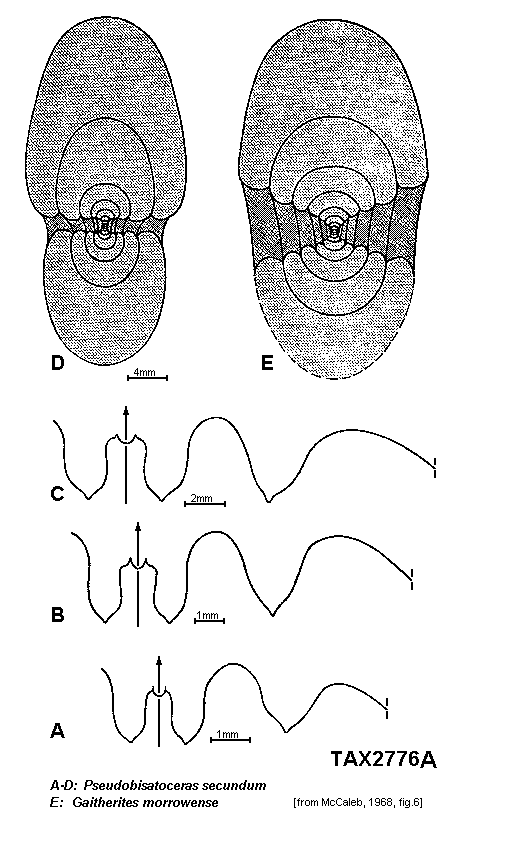 D
E
4mm
C
2mm
B
1mm
A
1mm
TAX2776A
A-D: Pseudobisatoceras secundum
E: Gaitherites morrowense
[from McCaleb, 1968, fig.6]